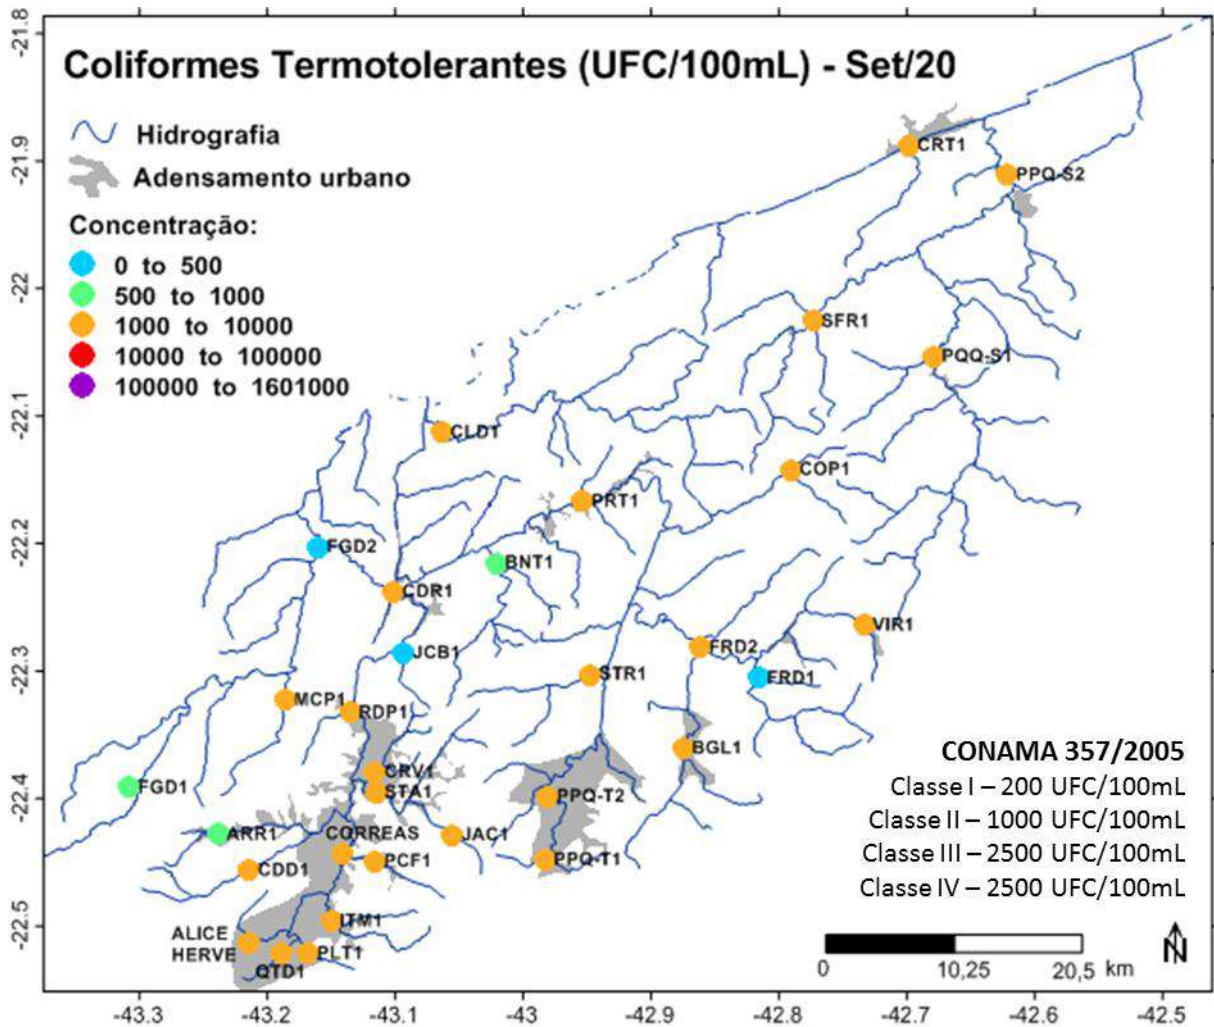 Coliformes Termotolerantes (UFC/100mL) - Set/20
Hidrografia
Adensamento urbano
Concentração:
0 to 500
500 to 1000
1000 to 10000
10000 to 100000
100000 to 1601000
CRT1
PPQ-S2
SFR1
PQQ-S1
CLD1
COP1
PRT1
FGD2
BNT1
CDR1
VIR1
JCB1
FRD2
FRD1
STR1
MCP1
RDP1
BGL1
CRV1
FGD1
STA1
PPQ-T2
ARR1
CORREAS
JAC1
CDD1
PCF1
PPQ-T1
ITM1
ALICE
HERVE
PLT1
QTD1
CONAMA 357/2005
Classe I – 200 UFC/100mL
Classe II – 1000 UFC/100mL
Classe III – 2500 UFC/100mL
Classe IV – 2500 UFC/100mL
N
0 10,25 20,5 km
-21.8
-21.9
-22
-22.1
-22.2
-22.3
-22.4
-22.5
-43.3 -43.2 -43.1 -43 -42.9 -42.8 -42.7 -42.6 -42.5